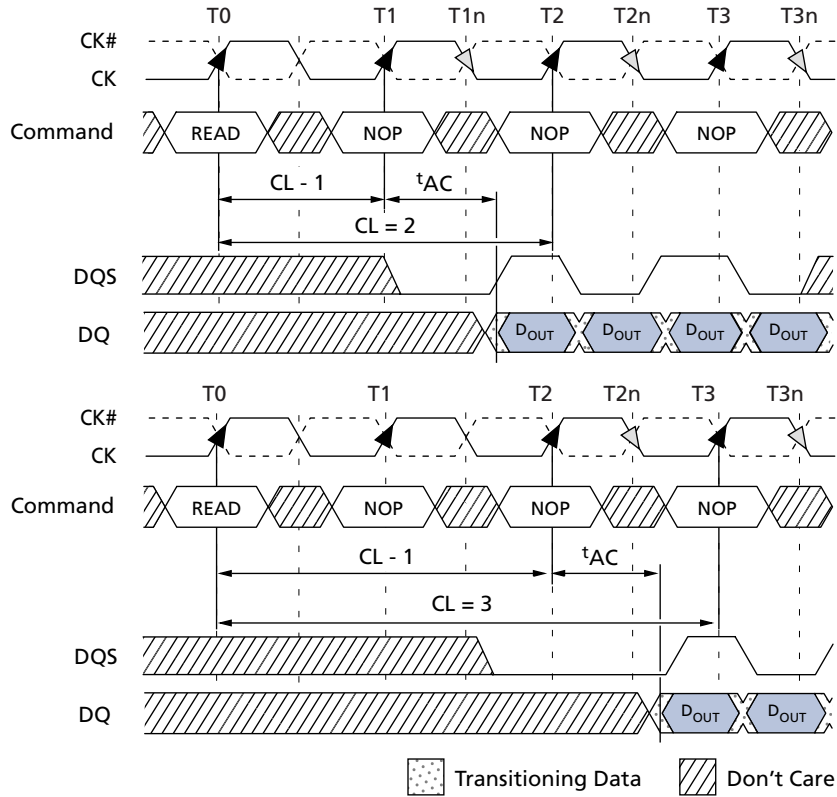 T0 T1 T1n T2 T2n T3 T3n
CK#
CK
Command READ NOP NOP NOP
CL - 1 tAC
CL = 2
DQS
DQ DOUT DOUT DOUT DOUT
T0 T1 T2 T2n T3 T3n
CK#
CK
Command READ NOP NOP NOP
CL - 1 tAC
CL = 3
DQS
DQ DOUT DOUT
Transitioning Data Don't Care